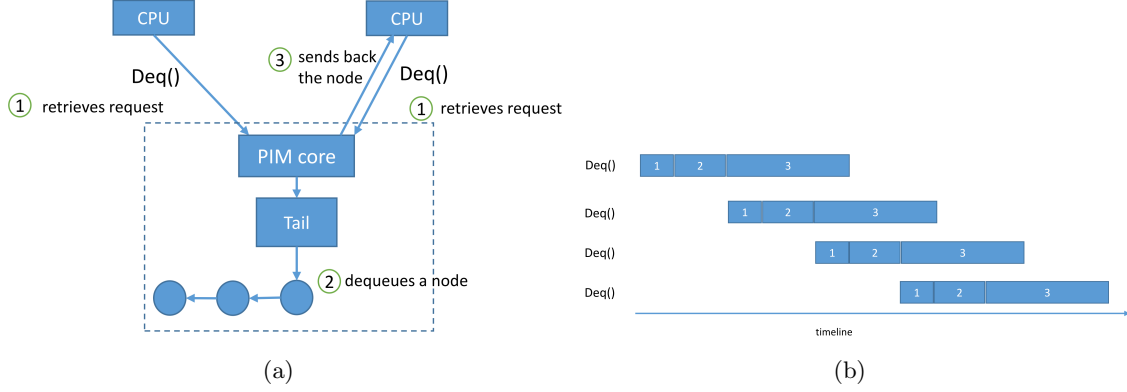 CPU
CPU
3 sends back
the node
Deq()
Deq()
1 retrieves request
1 retrieves request
PIM core
Tail
2 dequeues a node
(a)
Deq() 1 2 3
Deq() 1 2 3
Deq() 1 2 3
Deq() 1 2 3
timeline
(b)